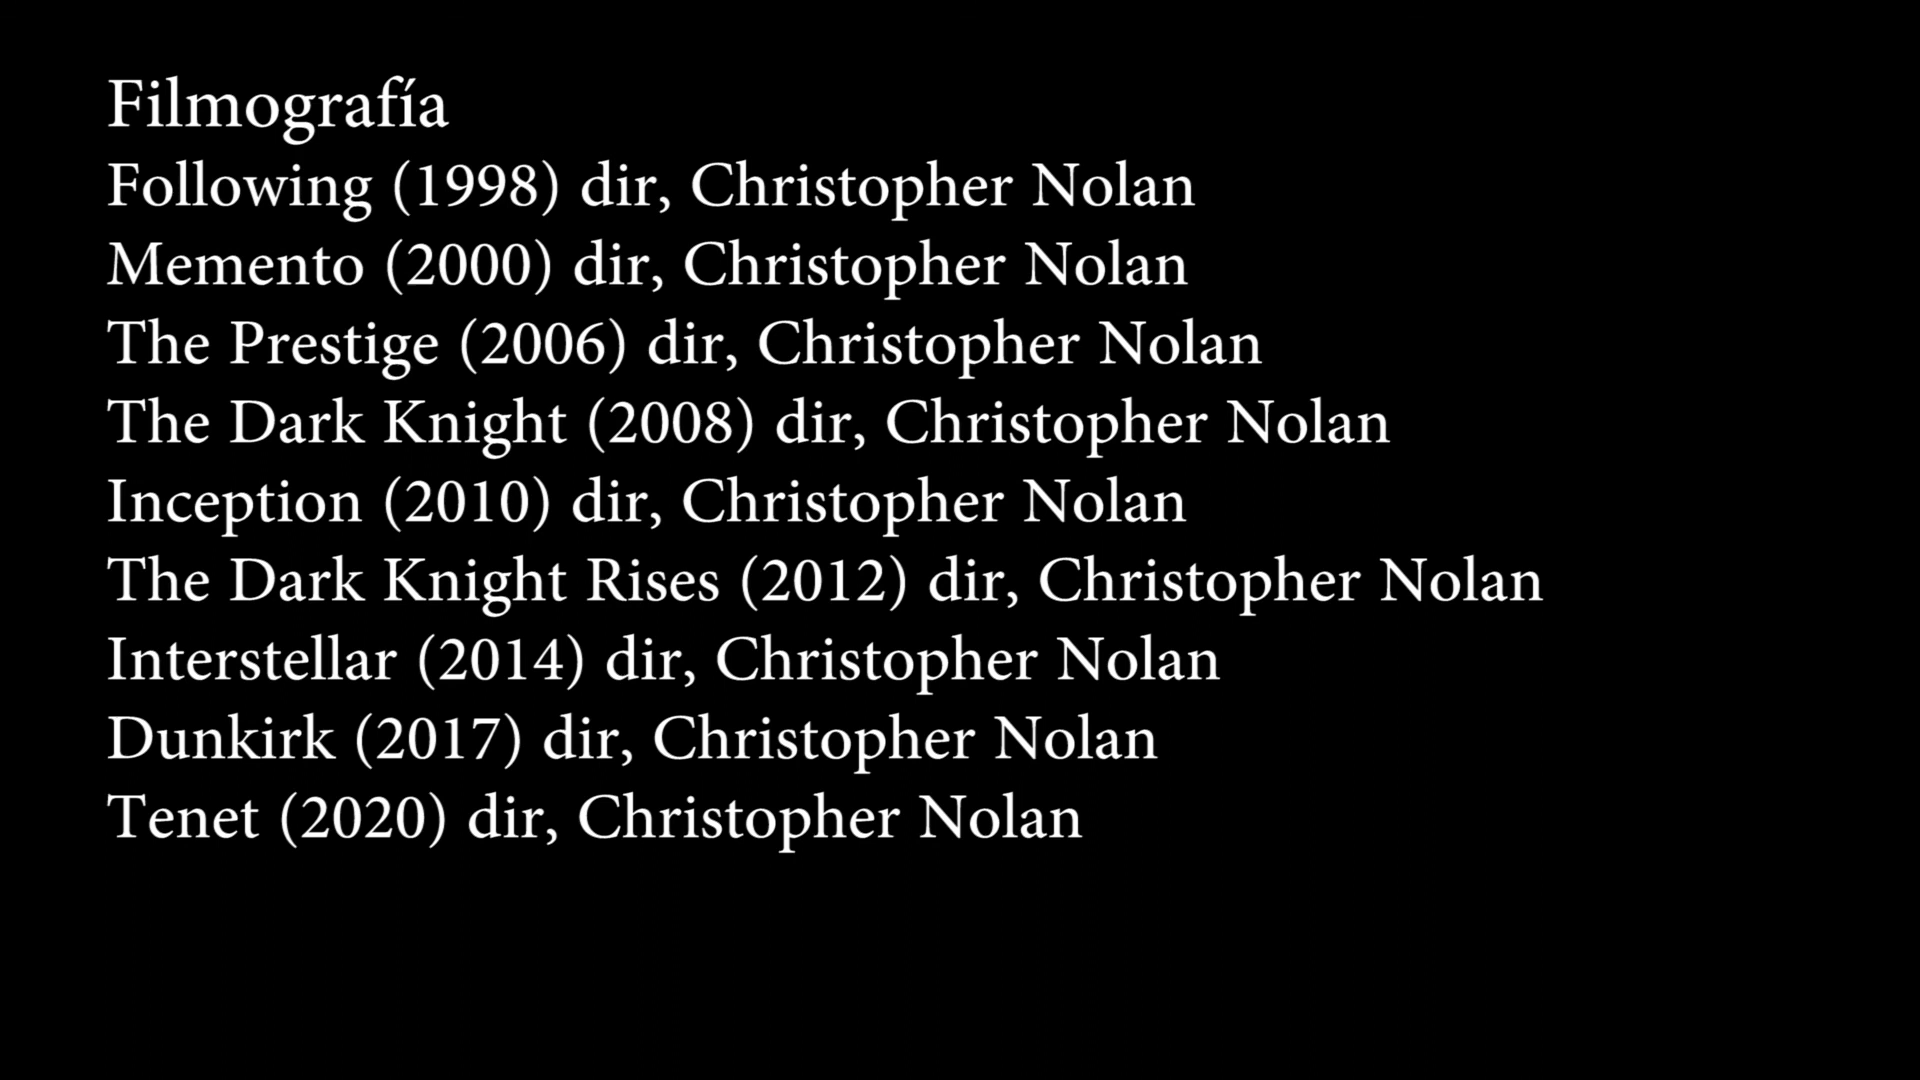 Filmografía
Following (1998) dir, Christopher Nolan
Memento (2000) dir, Christopher Nolan
The Prestige (2006) dir, Christopher Nolan
The Dark Knight (2008) dir, Christopher Nolan
Inception (2010) dir, Christopher Nolan
The Dark Knight Rises (2012) dir, Christopher Nolan
Interstellar (2014) dir, Christopher Nolan
Dunkirk (2017) dir, Christopher Nolan
Tenet (2020) dir, Christopher Nolan